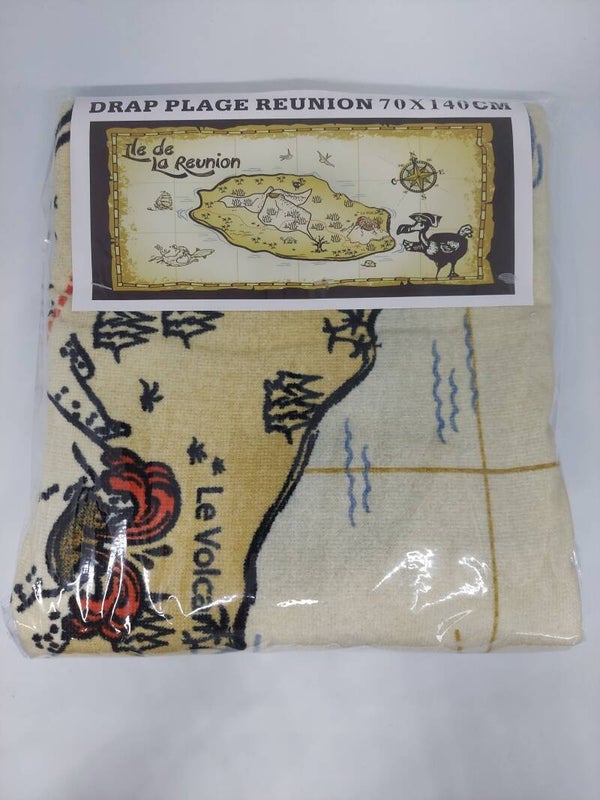 DRAP PLAGE REUNION 70X140CM
Ile de
La Reunion
N
C
E
S
Le Volca